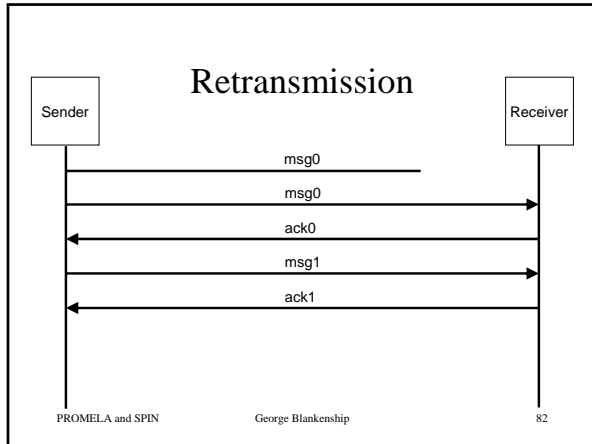 Retransmission
Sender
Receiver
msg0
msg0
ack0
msg1
ack1
PROMELA and SPIN George Blankenship 82